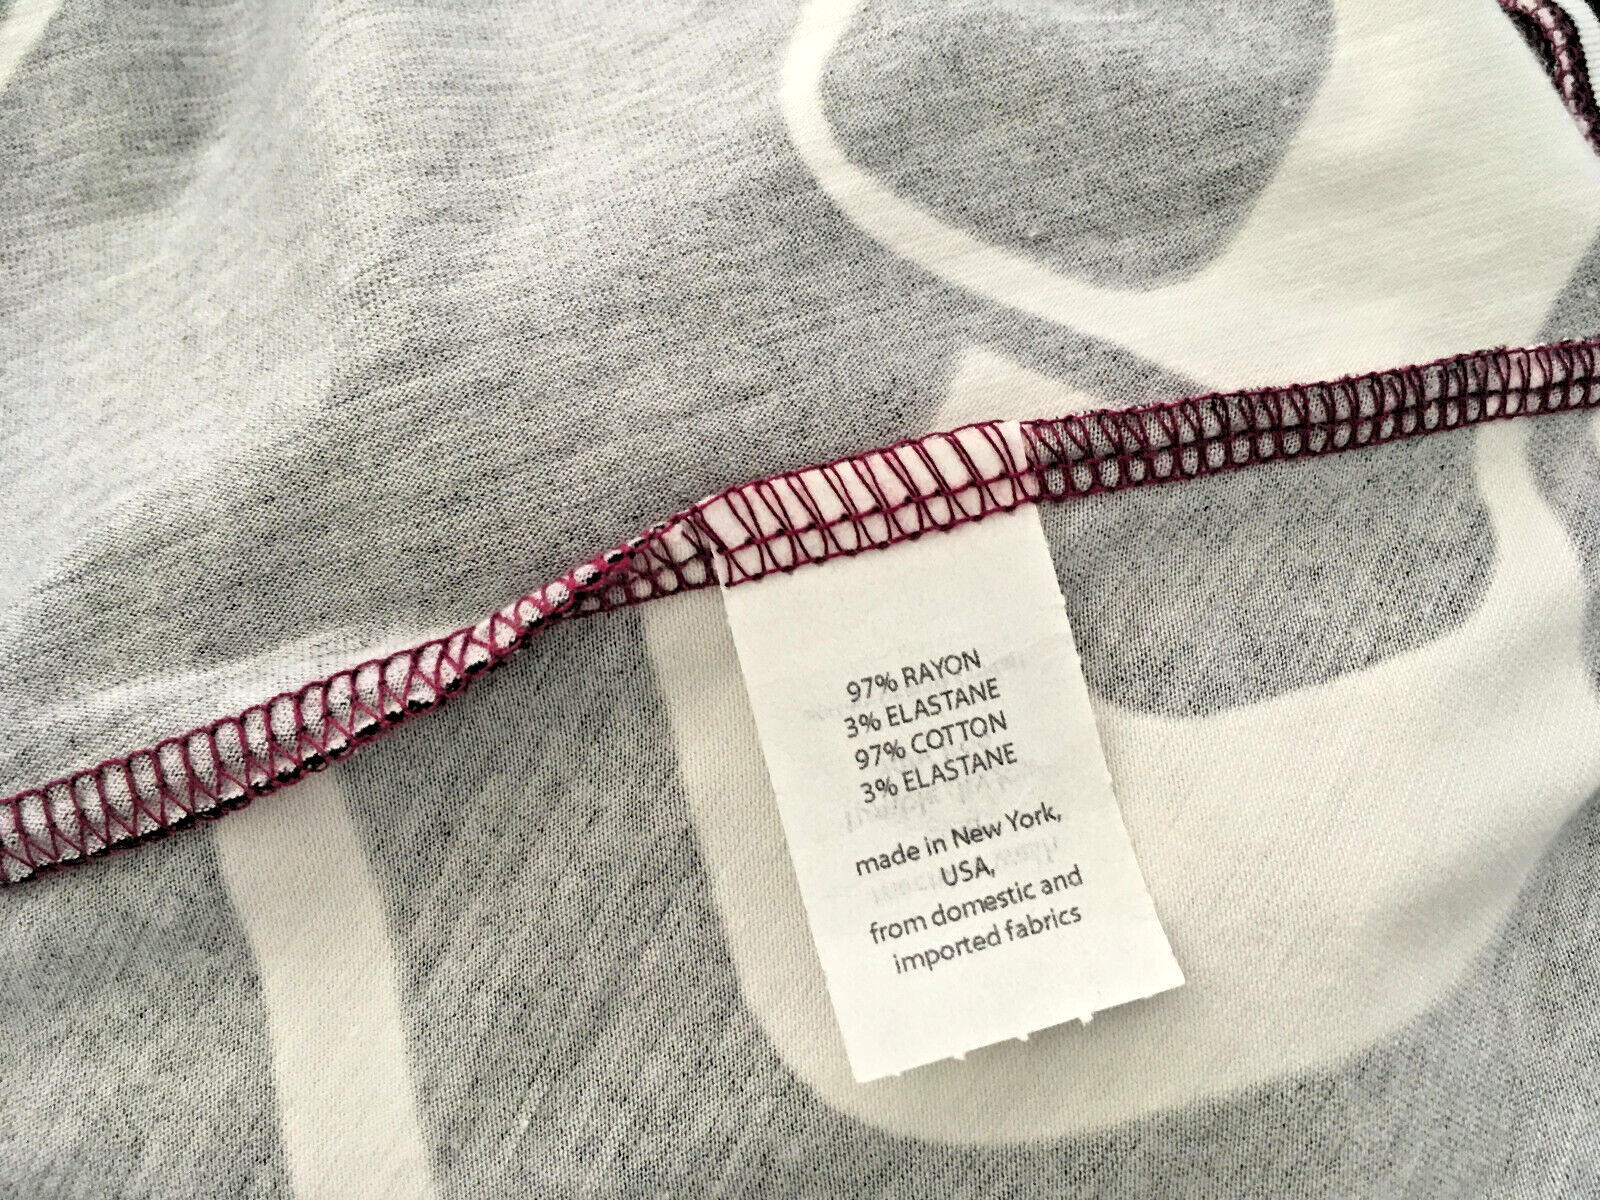 97% RAYON
3% ELASTANE
97% COTTON
3% ELASTANE
made in New York,
USA,
from domestic and
imported fabrics